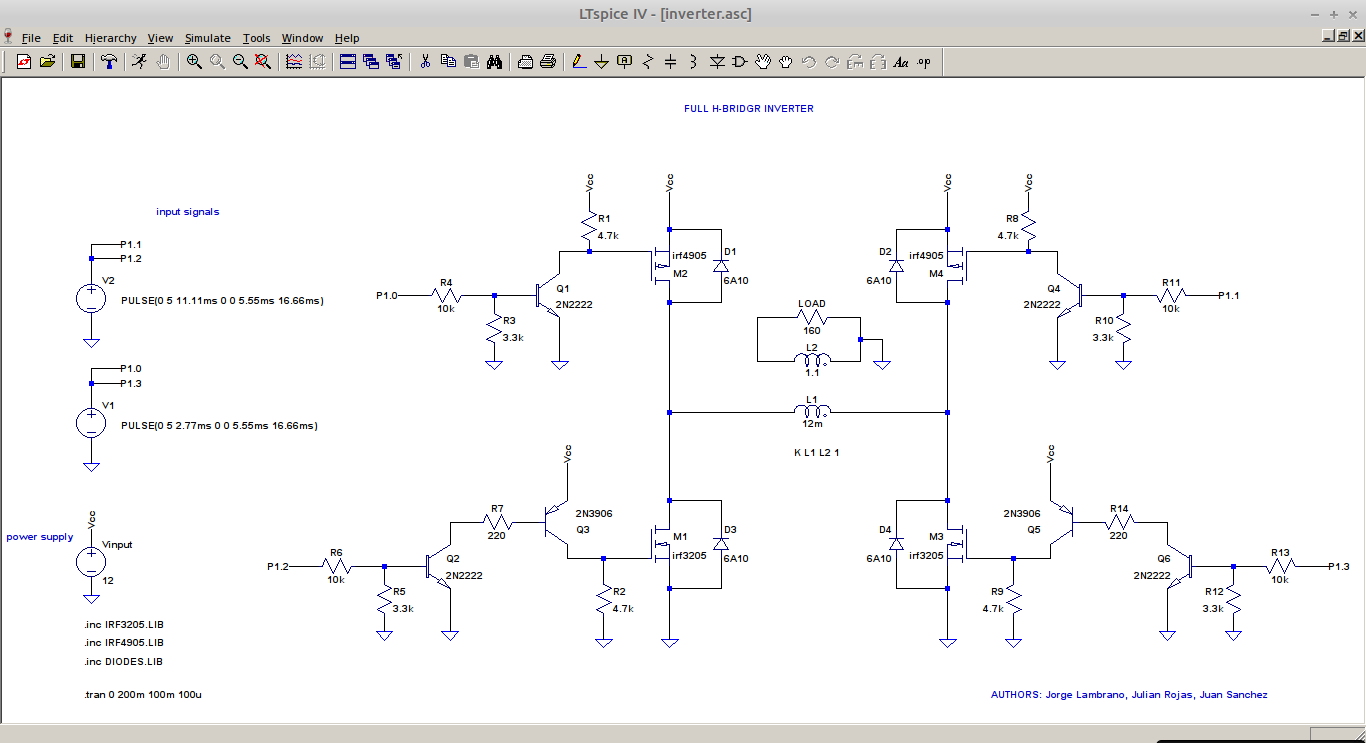 LTspice IV - [inverter.asc]
File Edit Hierarchy View Simulate Tools Window Help
Aa .op
FULL H-BRIDGR INVERTER
input signals
P1.1
P1.2
V2
PULSE(0 5 11.11ms 0 0 5.55ms 16.66ms)
P1.0
P1.3
V1
PULSE(0 5 2.77ms 0 0 5.55ms 16.66ms)
power supply
Vcc
Vinput
12
.inc IRF3205.LIB
.inc IRF4905.LIB
.inc DIODES.LIB
.tran 0 200m 100m 100u
P1.0
R4
10k
R3
3.3k
Q1
2N2222
Vcc
R1
4.7k
Vcc
irf4905
M2
D1
6A10
LOAD
160
L2
1.1
L1
12m
K L1 L2 1
Vcc
D2
6A10
irf4905
M4
Vcc
R8
4.7k
Q4
2N2222
R10
3.3k
R11
10k
P1.1
P1.2
R6
10k
R5
3.3k
Q2
2N2222
R7
220
Vcc
2N3906
Q3
R2
4.7k
M1
irf3205
D3
6A10
D4
6A10
M3
irf3205
Vcc
2N3906
Q5
R9
4.7k
R14
220
Q6
2N2222
R12
3.3k
R13
10k
P1.3
AUTHORS: Jorge Lambrano, Julian Rojas, Juan Sanchez